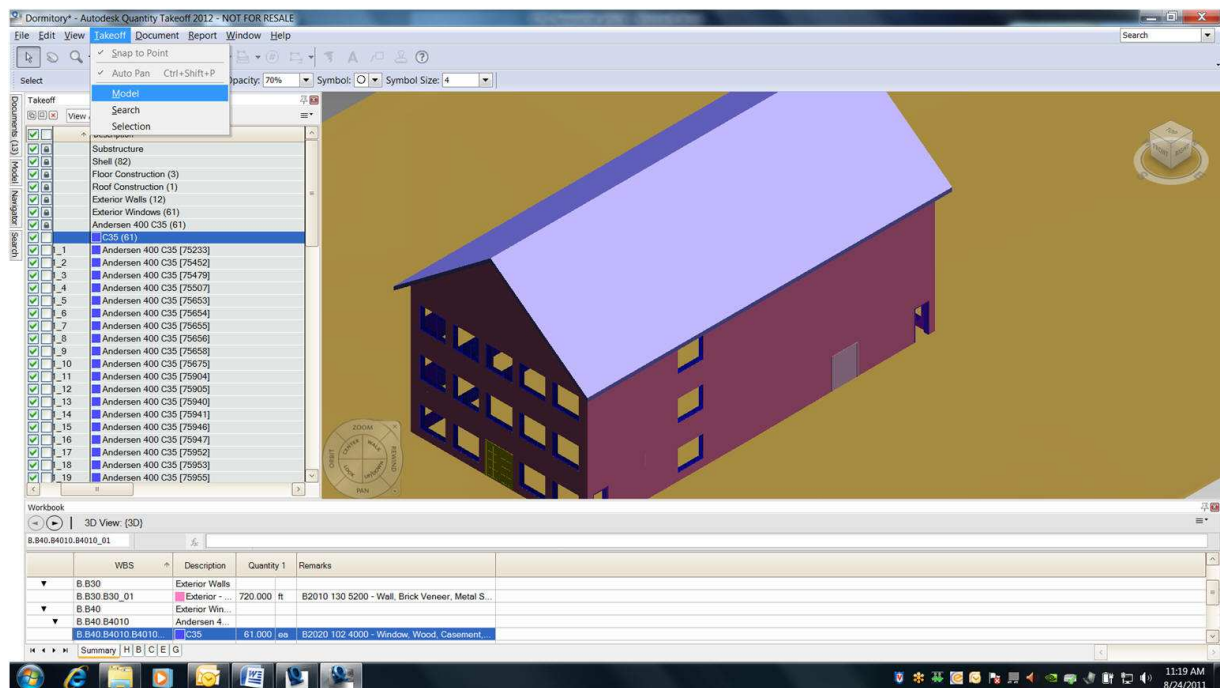 Dormitory* - Autodesk Quantity Takeoff 2012 - NOT FOR RESALE
File Edit View Takeoff Document Report Window Help
Search
Snap to Point
Auto Pan Ctrl+Shift+P
Model
Search
Selection
Select
Opacity: 70% Symbol: Symbol Size: 4
Documents (13) Model Navigator Search
Takeoff
View
Description
Substructure
Shell (82)
Floor Construction (3)
Roof Construction (1)
Exterior Walls (12)
Exterior Windows (61)
Andersen 400 C35 (61)
C35 (61)
1_1 Andersen 400 C35 [75233]
1_2 Andersen 400 C35 [75452]
1_3 Andersen 400 C35 [75479]
1_4 Andersen 400 C35 [75507]
1_5 Andersen 400 C35 [75653]
1_6 Andersen 400 C35 [75654]
1_7 Andersen 400 C35 [75655]
1_8 Andersen 400 C35 [75656]
1_9 Andersen 400 C35 [75658]
1_10 Andersen 400 C35 [75675]
1_11 Andersen 400 C35 [75904]
1_12 Andersen 400 C35 [75905]
1_13 Andersen 400 C35 [75940]
1_14 Andersen 400 C35 [75941]
1_15 Andersen 400 C35 [75946]
1_16 Andersen 400 C35 [75947]
1_17 Andersen 400 C35 [75952]
1_18 Andersen 400 C35 [75953]
1_19 Andersen 400 C35 [75955]
TOP
FRONT RIGHT
ZOOM
ORBIT
REWIND
PAN
CENTER WALK
LOOK UP/DOWN
Workbook
3D View: {3D}
B.B40.B4010.B4010_01
WBS Description Quantity 1 Remarks
B.B30 Exterior Walls
B.B30.B30_01 Exterior - ... 720.000 ft B2010 130 5200 - Wall, Brick Veneer, Metal S...
B.B40 Exterior Win...
B.B40.B4010 Andersen 4...
B.B40.B4010.B4010... C35 61.000 ea B2020 102 4000 - Window, Wood, Casement,...
Summary H B C E G
11:19 AM
8/24/2011